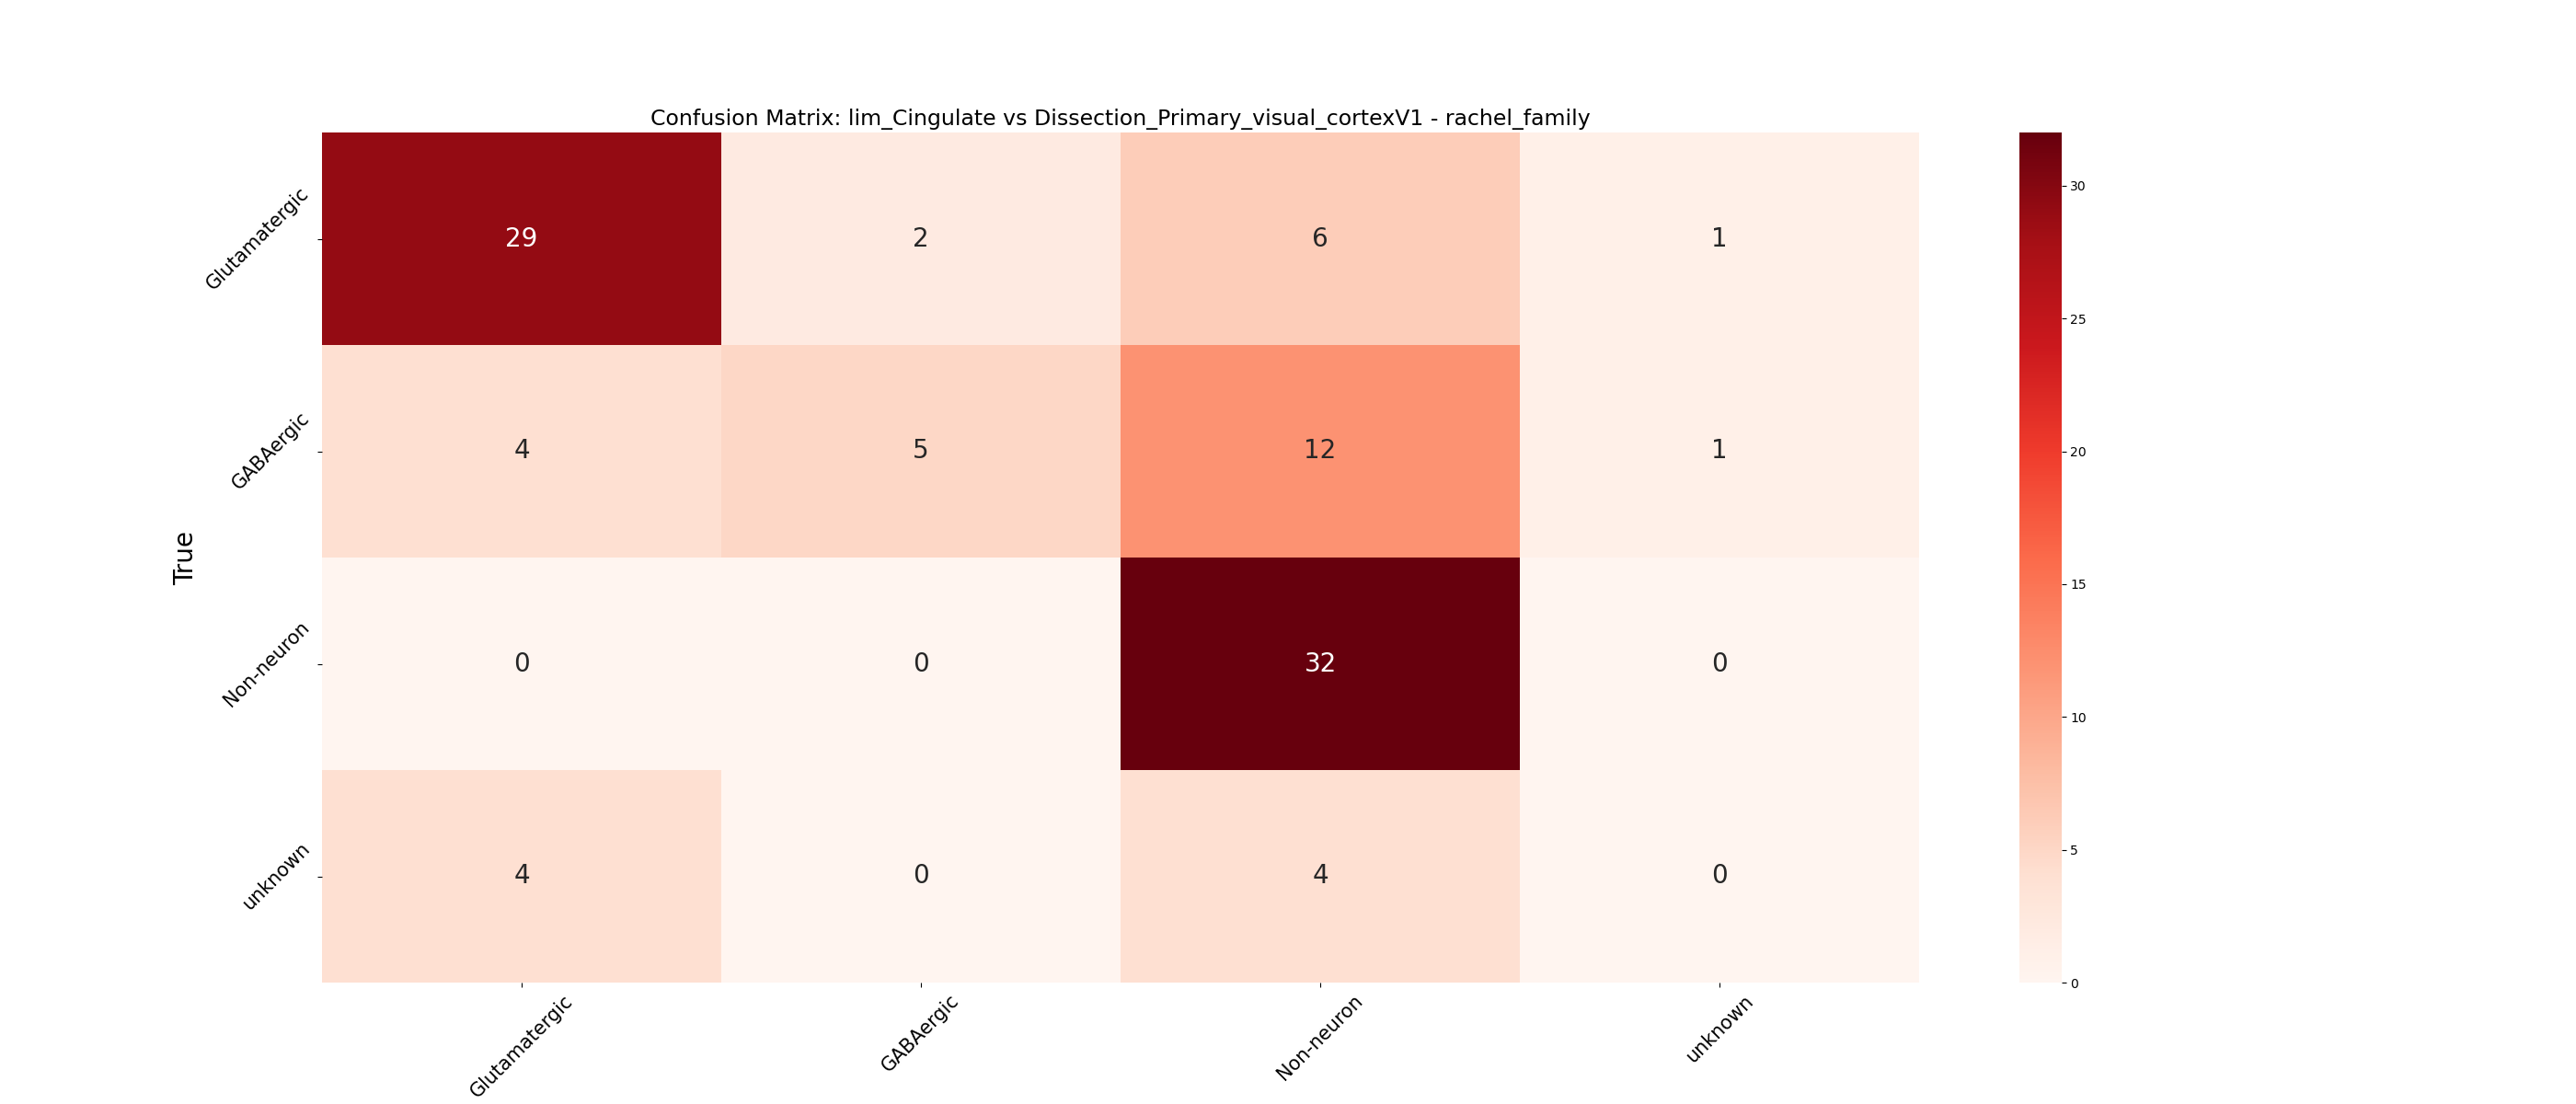 Confusion Matrix: lim_Cingulate vs Dissection_Primary_visual_cortexV1 - rachel_family
True
Glutamatergic
29 2 6 1
GABAergic
4 5 12 1
Non-neuron
0 0 32 0
unknown
4 0 4 0
Glutamatergic GABAergic Non-neuron unknown
30
25
20
15
10
5
0